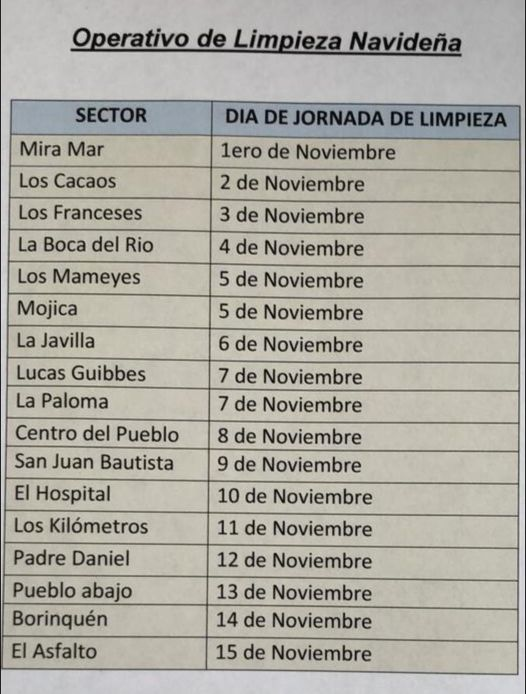 Operativo de Limpieza Navideña
SECTOR DIA DE JORNADA DE LIMPIEZA
Mira Mar 1ero de Noviembre
Los Cacaos 2 de Noviembre
Los Franceses 3 de Noviembre
La Boca del Rio 4 de Noviembre
Los Mameyes 5 de Noviembre
Mojica 5 de Noviembre
La Javilla 6 de Noviembre
Lucas Guibbes 7 de Noviembre
La Paloma 7 de Noviembre
Centro del Pueblo 8 de Noviembre
San Juan Bautista 9 de Noviembre
El Hospital 10 de Noviembre
Los Kilómetros 11 de Noviembre
Padre Daniel 12 de Noviembre
Pueblo abajo 13 de Noviembre
Borinquén 14 de Noviembre
El Asfalto 15 de Noviembre